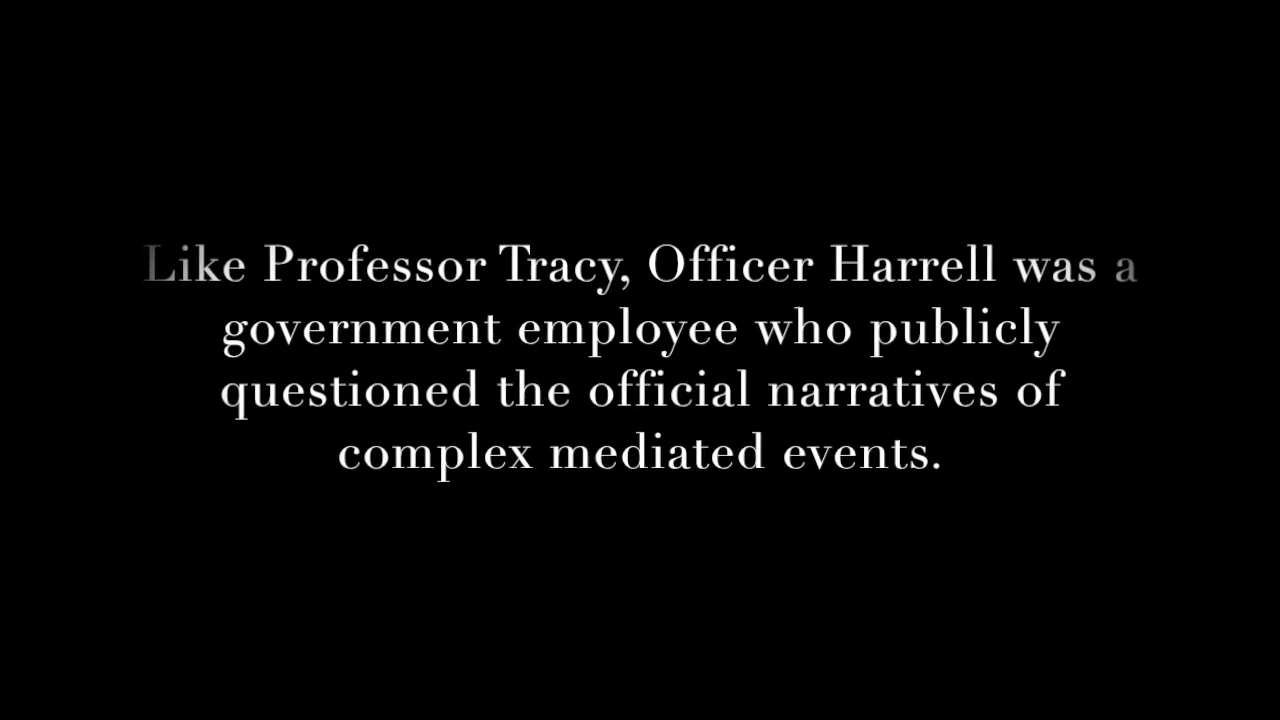 Like Professor Tracy, Officer Harrell was a
government employee who publicly
questioned the official narratives of
complex mediated events.